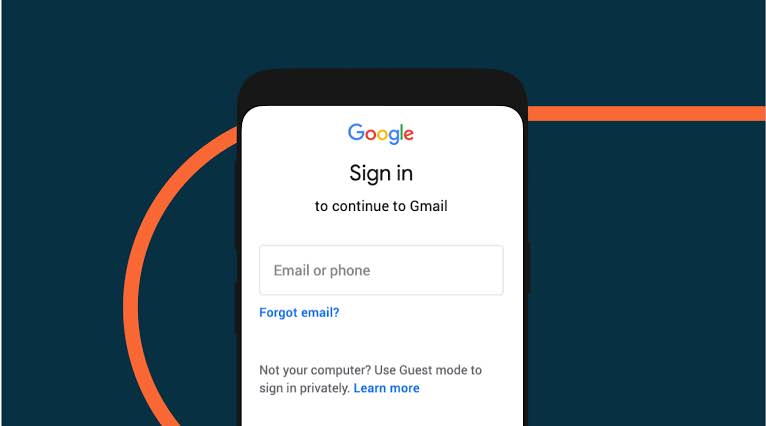 Google
Sign in
to continue to Gmail
Email or phone
Forgot email?
Not your computer? Use Guest mode to
sign in privately. Learn more